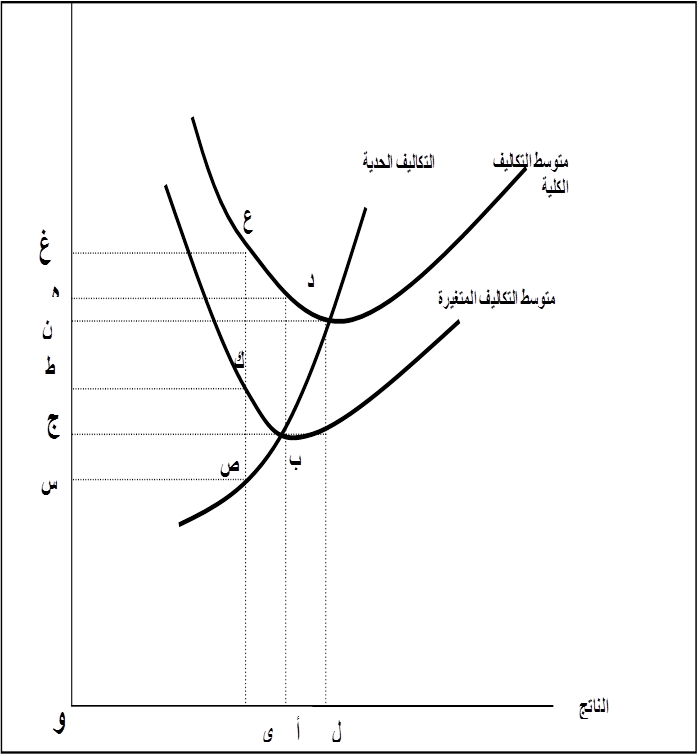 التكاليف الحدية
متوسط التكاليف
الكلية
ع
غ
د
ه
متوسط التكاليف المتغيرة
ن
ط
ك
ج
ب
ص
س
الناتج
و
ى
أ
ل